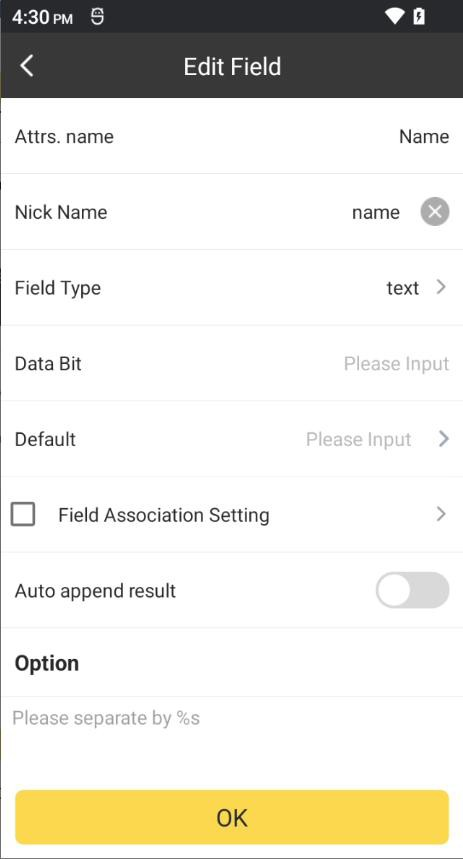 4:30 PM
Edit Field
Attrs. name Name
Nick Name name
Field Type text
Data Bit Please Input
Default Please Input
Field Association Setting
Auto append result
Option
Please separate by %s
OK